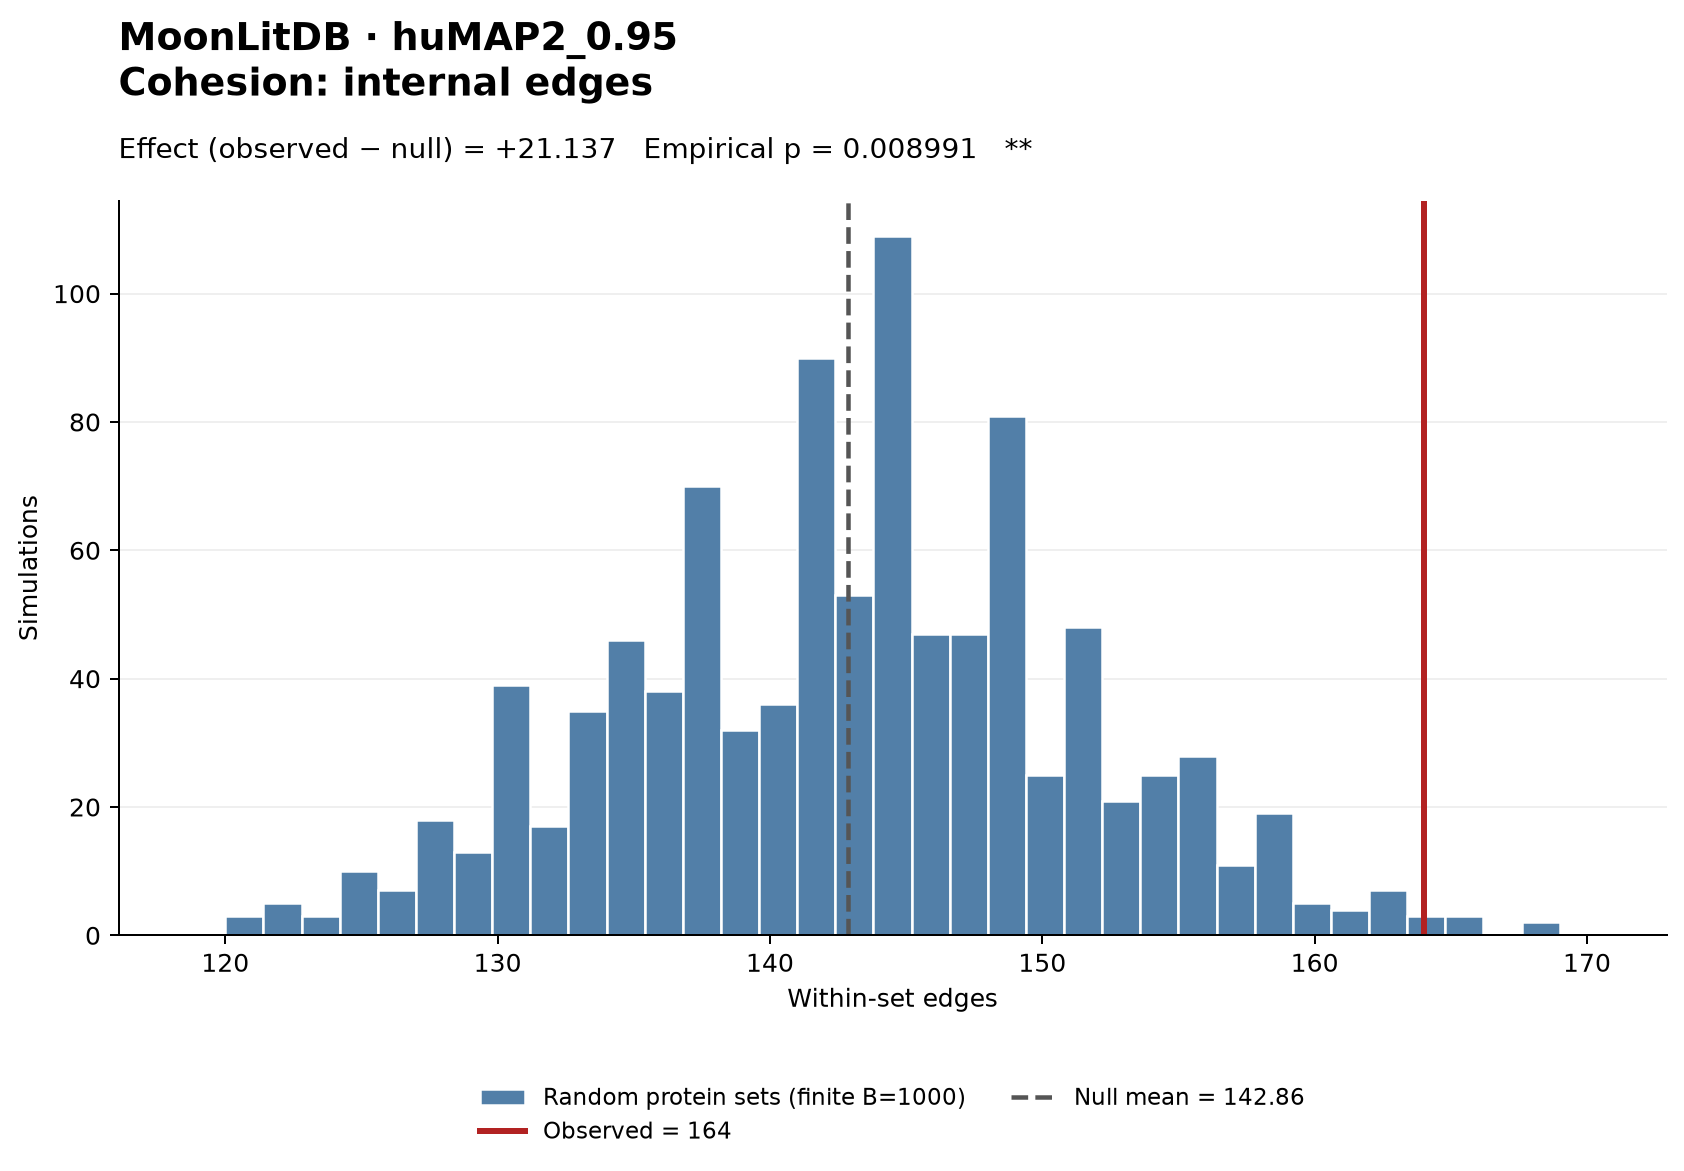 MoonLitDB · huMAP2_0.95
Cohesion: internal edges
Effect (observed − null) = +21.137   Empirical p = 0.008991   **
Simulations
100
80
60
40
20
0
120 130 140 150 160 170
Within-set edges
Random protein sets (finite B=1000)   Null mean = 142.86
Observed = 164